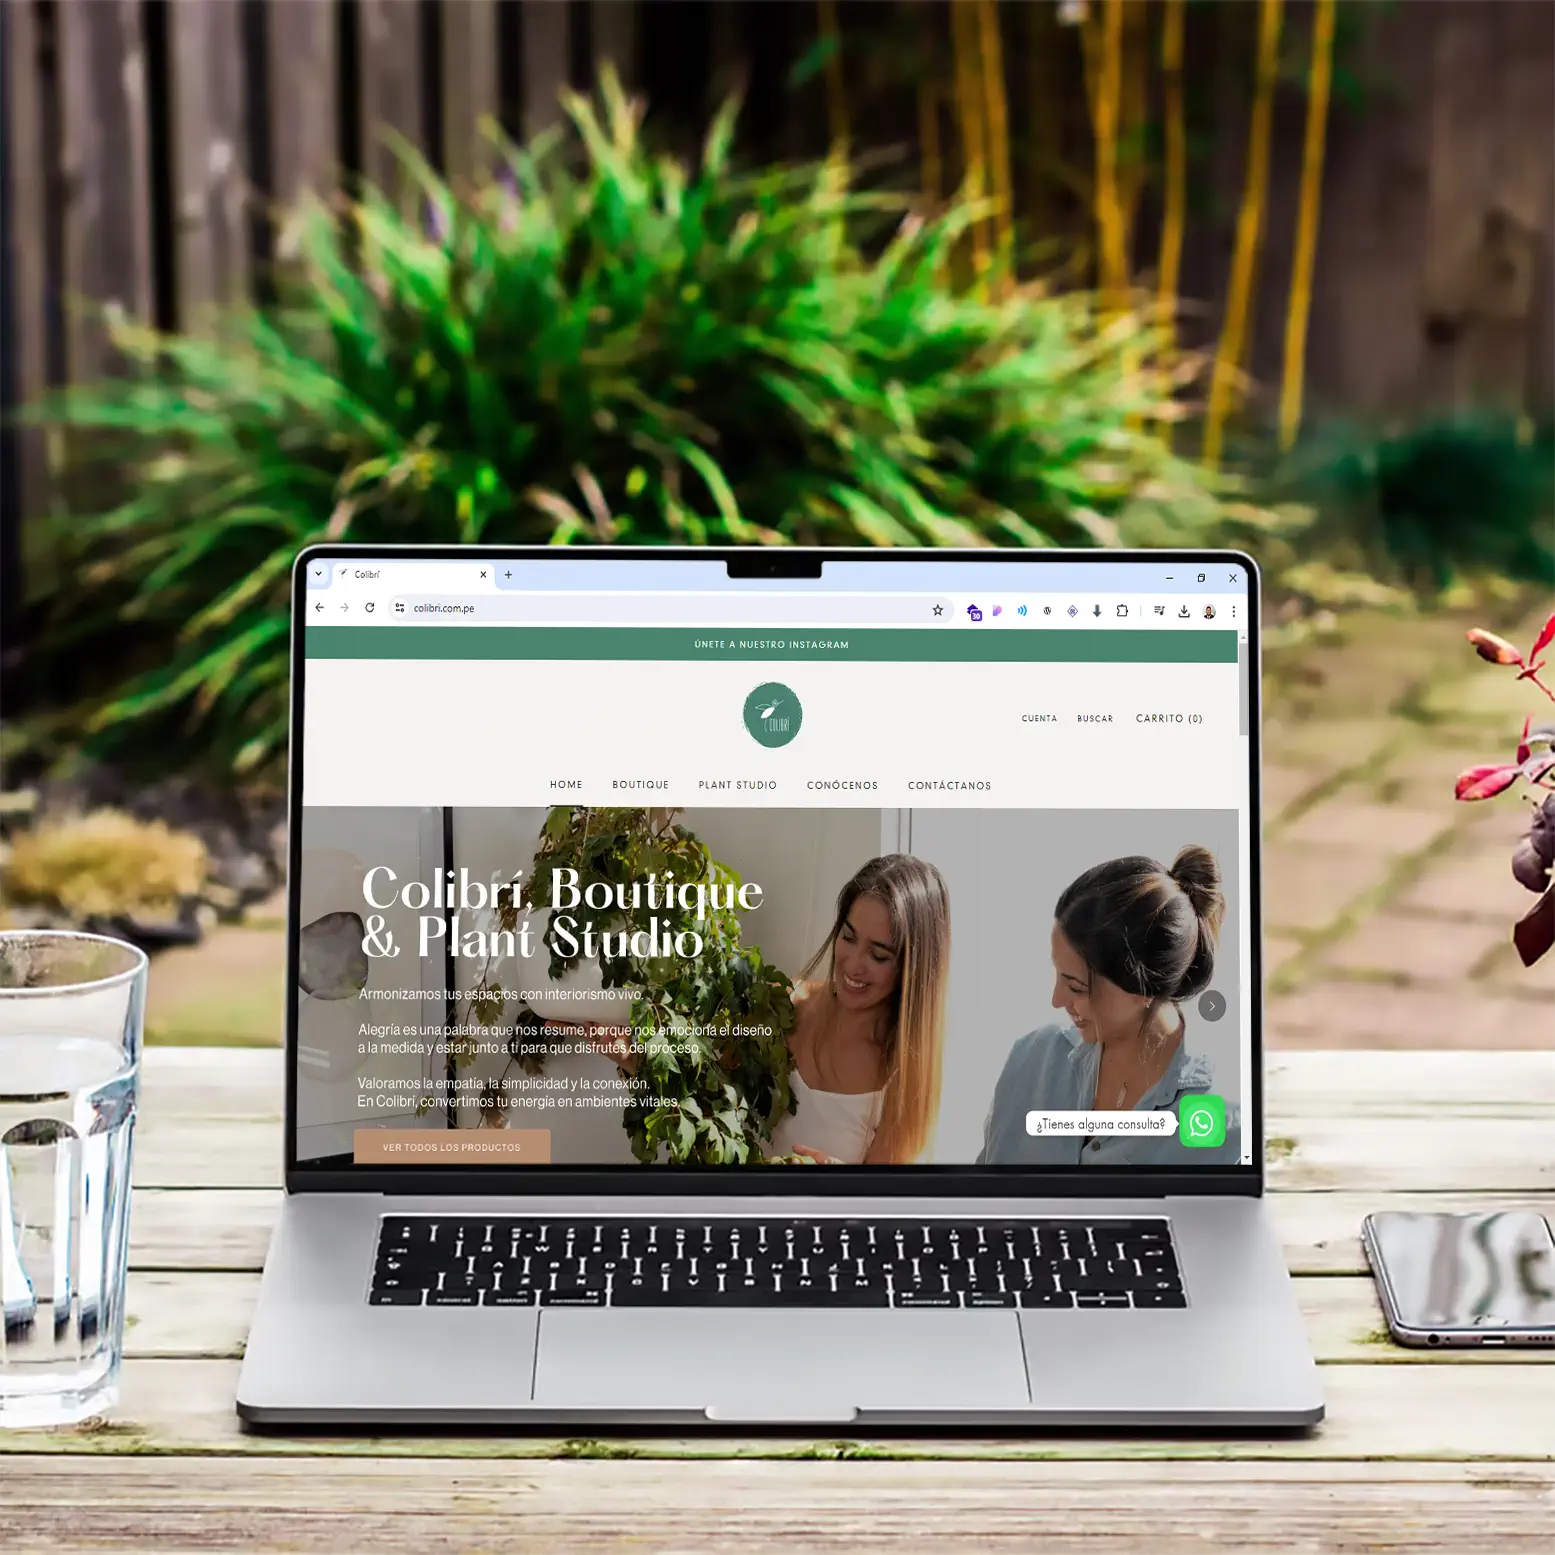 Colibrí
colibri.com.pe
30
ÚNETE A NUESTRO INSTAGRAM
COLIBRÍ
CUENTA BUSCAR CARRITO (0)
HOME BOUTIQUE PLANT STUDIO CONÓCENOS CONTÁCTANOS
Colibrí, Boutique
& Plant Studio
Armonizamos tus espacios con interiorismo vivo.
Alegría es una palabra que nos resume, porque nos emociona el diseño
a la medida y estar junto a ti para que disfrutes del proceso.
Valoramos la empatía, la simplicidad y la conexión.
En Colibrí, convertimos tu energía en ambientes vitales.
¿Tienes alguna consulta?
VER TODOS LOS PRODUCTOS